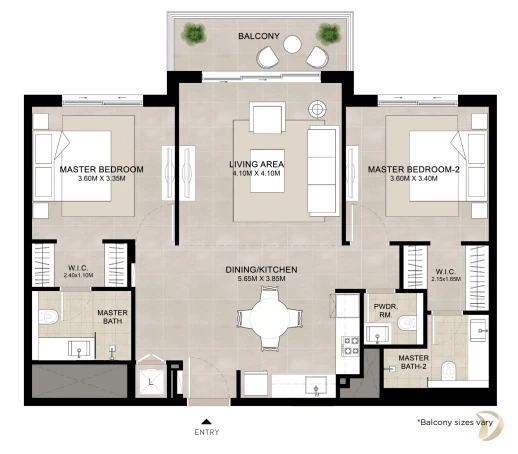 BALCONY
MASTER BEDROOM
3.60M X 3.35M
LIVING AREA
4.10M X 4.10M
MASTER BEDROOM-2
3.60M X 3.40M
W.I.C.
2.40x1.10M
DINING/KITCHEN
5.65M X 3.85M
W.I.C.
2.15x1.65M
MASTER
BATH
PWDR.
RM.
MASTER
BATH-2
L
ENTRY
*Balcony sizes vary